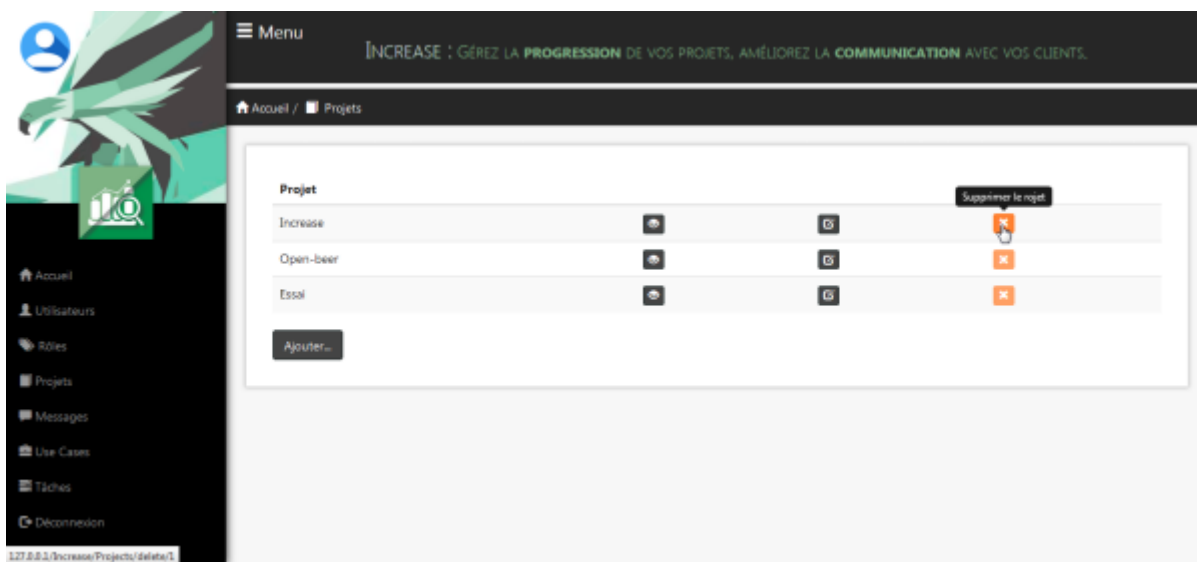 Menu
INCREASE : GÉREZ LA PROGRESSION DE VOS PROJETS, AMÉLIOREZ LA COMMUNICATION AVEC VOS CLIENTS.
Accueil / Projets
Projet
Supprimer le rojet
Increase
Open-beer
Essai
Ajouter...
Accueil
Utilisateurs
Rôles
Projets
Messages
Use Cases
Tâches
Déconnexion
127.0.0.1/Increase/Projects/delete/1